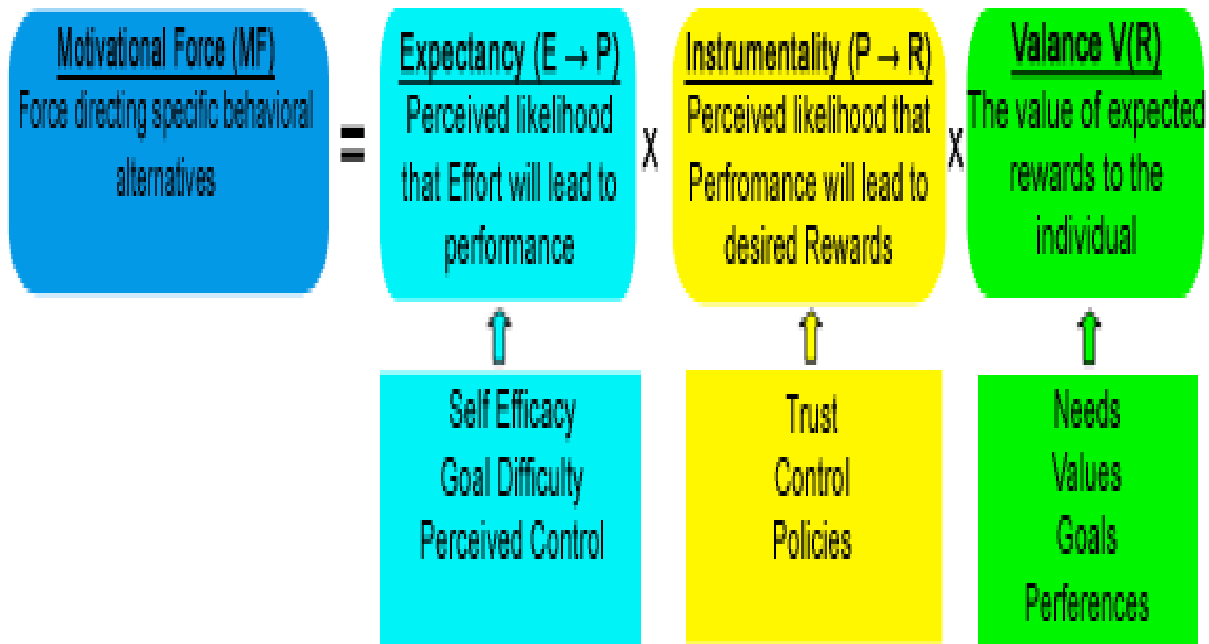 Motivational Force (MF)
Force directing specific behavioral
alternatives
=
Expectancy (E → P)
Perceived likelihood
that Effort will lead to
performance
x
Instrumentality (P → R)
Perceived likelihood that
Perfromance will lead to
desired Rewards
x
Valance V(R)
The value of expected
rewards to the
individual
Self Efficacy
Goal Difficulty
Perceived Control
Trust
Control
Policies
Needs
Values
Goals
Perferences